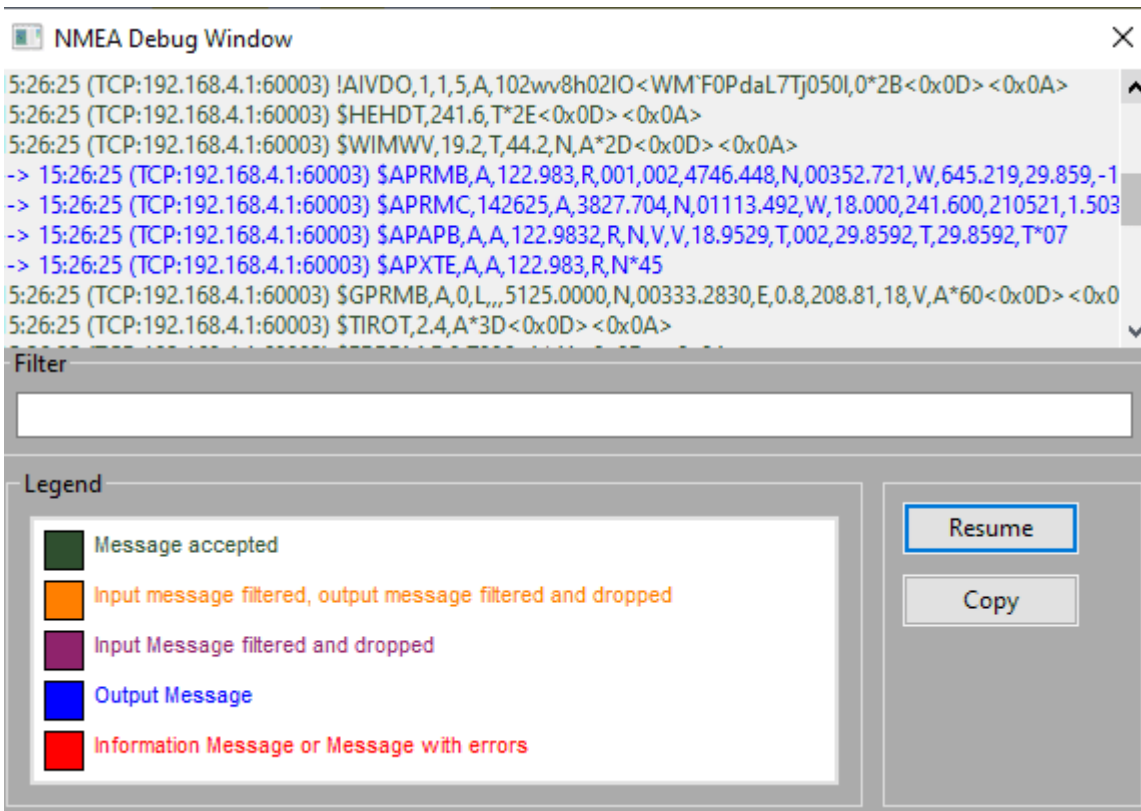 NMEA Debug Window
5:26:25 (TCP:192.168.4.1:60003) !AIVDO,1,1,5,A,102wv8h02IO<WM`F0PdaL7Tj050I,0*2B<0x0D><0x0A>
5:26:25 (TCP:192.168.4.1:60003) $HEHDT,241.6,T*2E<0x0D><0x0A>
5:26:25 (TCP:192.168.4.1:60003) $WIMWV,19.2,T,44.2,N,A*2D<0x0D><0x0A>
-> 15:26:25 (TCP:192.168.4.1:60003) $APRMB,A,122.983,R,001,002,4746.448,N,00352.721,W,645.219,29.859,-1
-> 15:26:25 (TCP:192.168.4.1:60003) $APRMC,142625,A,3827.704,N,01113.492,W,18.000,241.600,210521,1.503
-> 15:26:25 (TCP:192.168.4.1:60003) $APAPB,A,A,122.9832,R,N,V,V,18.9529,T,002,29.8592,T,29.8592,T*07
-> 15:26:25 (TCP:192.168.4.1:60003) $APXTE,A,A,122.983,R,N*45
5:26:25 (TCP:192.168.4.1:60003) $GPRMB,A,0,L,,,5125.0000,N,00333.2830,E,0.8,208.81,18,V,A*60<0x0D><0x0
5:26:25 (TCP:192.168.4.1:60003) $TIROT,2.4,A*3D<0x0D><0x0A>
Filter
Legend
Message accepted
Input message filtered, output message filtered and dropped
Input Message filtered and dropped
Output Message
Information Message or Message with errors
Resume
Copy